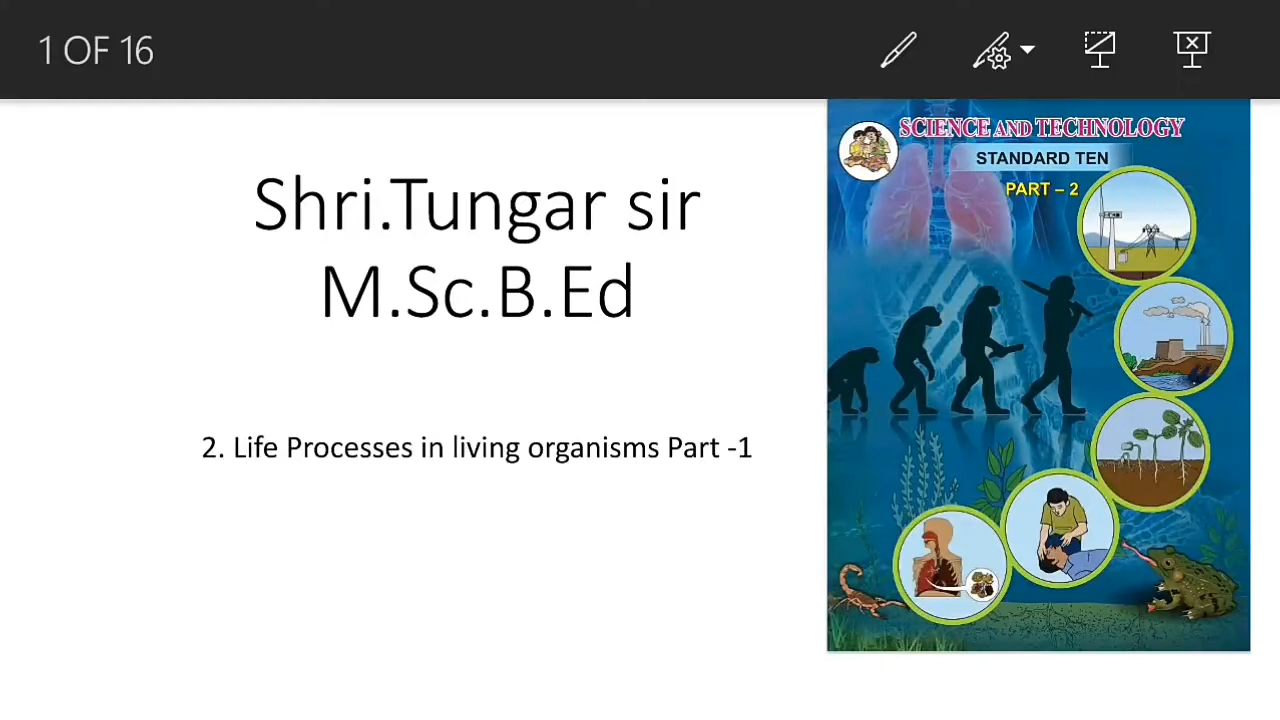 1 OF 16
Shri.Tungar sir
M.Sc.B.Ed
2. Life Processes in living organisms Part -1
SCIENCE AND TECHNOLOGY
STANDARD TEN
PART – 2